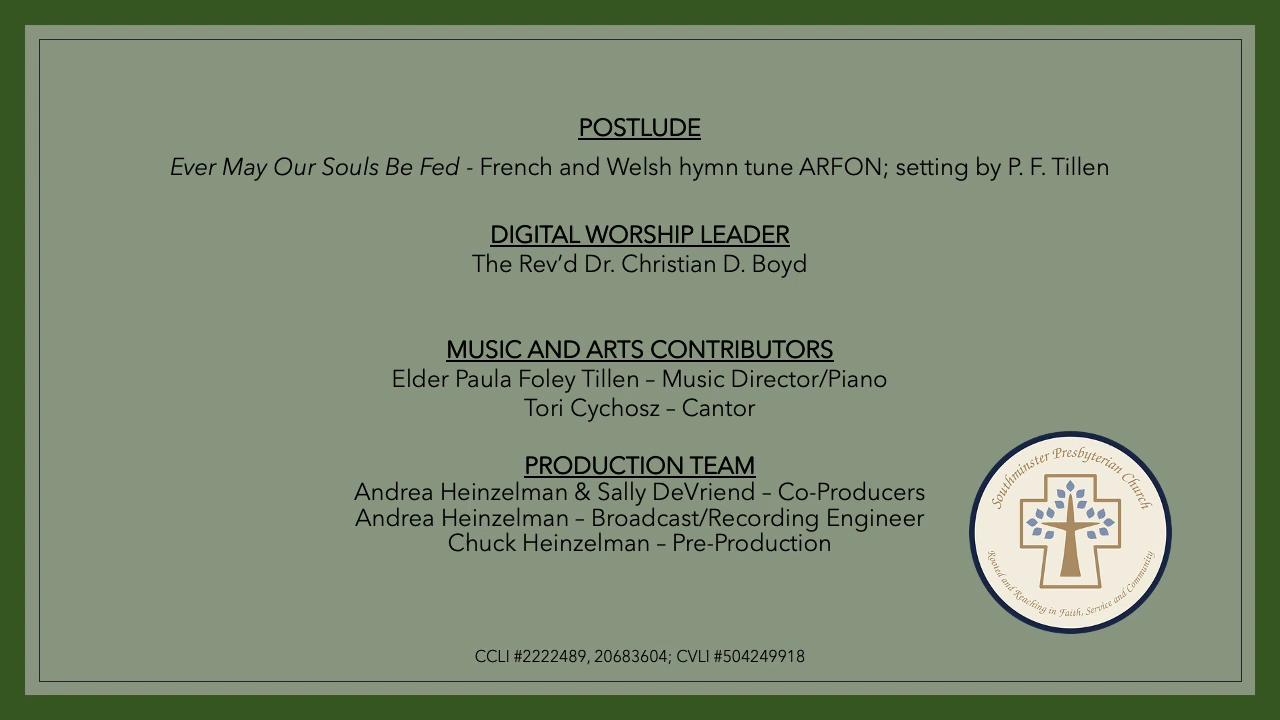 POSTLUDE
Ever May Our Souls Be Fed - French and Welsh hymn tune ARFON; setting by P. F. Tillen
DIGITAL WORSHIP LEADER
The Rev’d Dr. Christian D. Boyd
MUSIC AND ARTS CONTRIBUTORS
Elder Paula Foley Tillen – Music Director/Piano
Tori Cychosz – Cantor
PRODUCTION TEAM
Andrea Heinzelman & Sally DeVriend – Co-Producers
Andrea Heinzelman – Broadcast/Recording Engineer
Chuck Heinzelman – Pre-Production
Southminster Presbyterian Church
Rooted and Reaching in Faith, Service and Community
CCLI #2222489, 20683604; CVLI #504249918